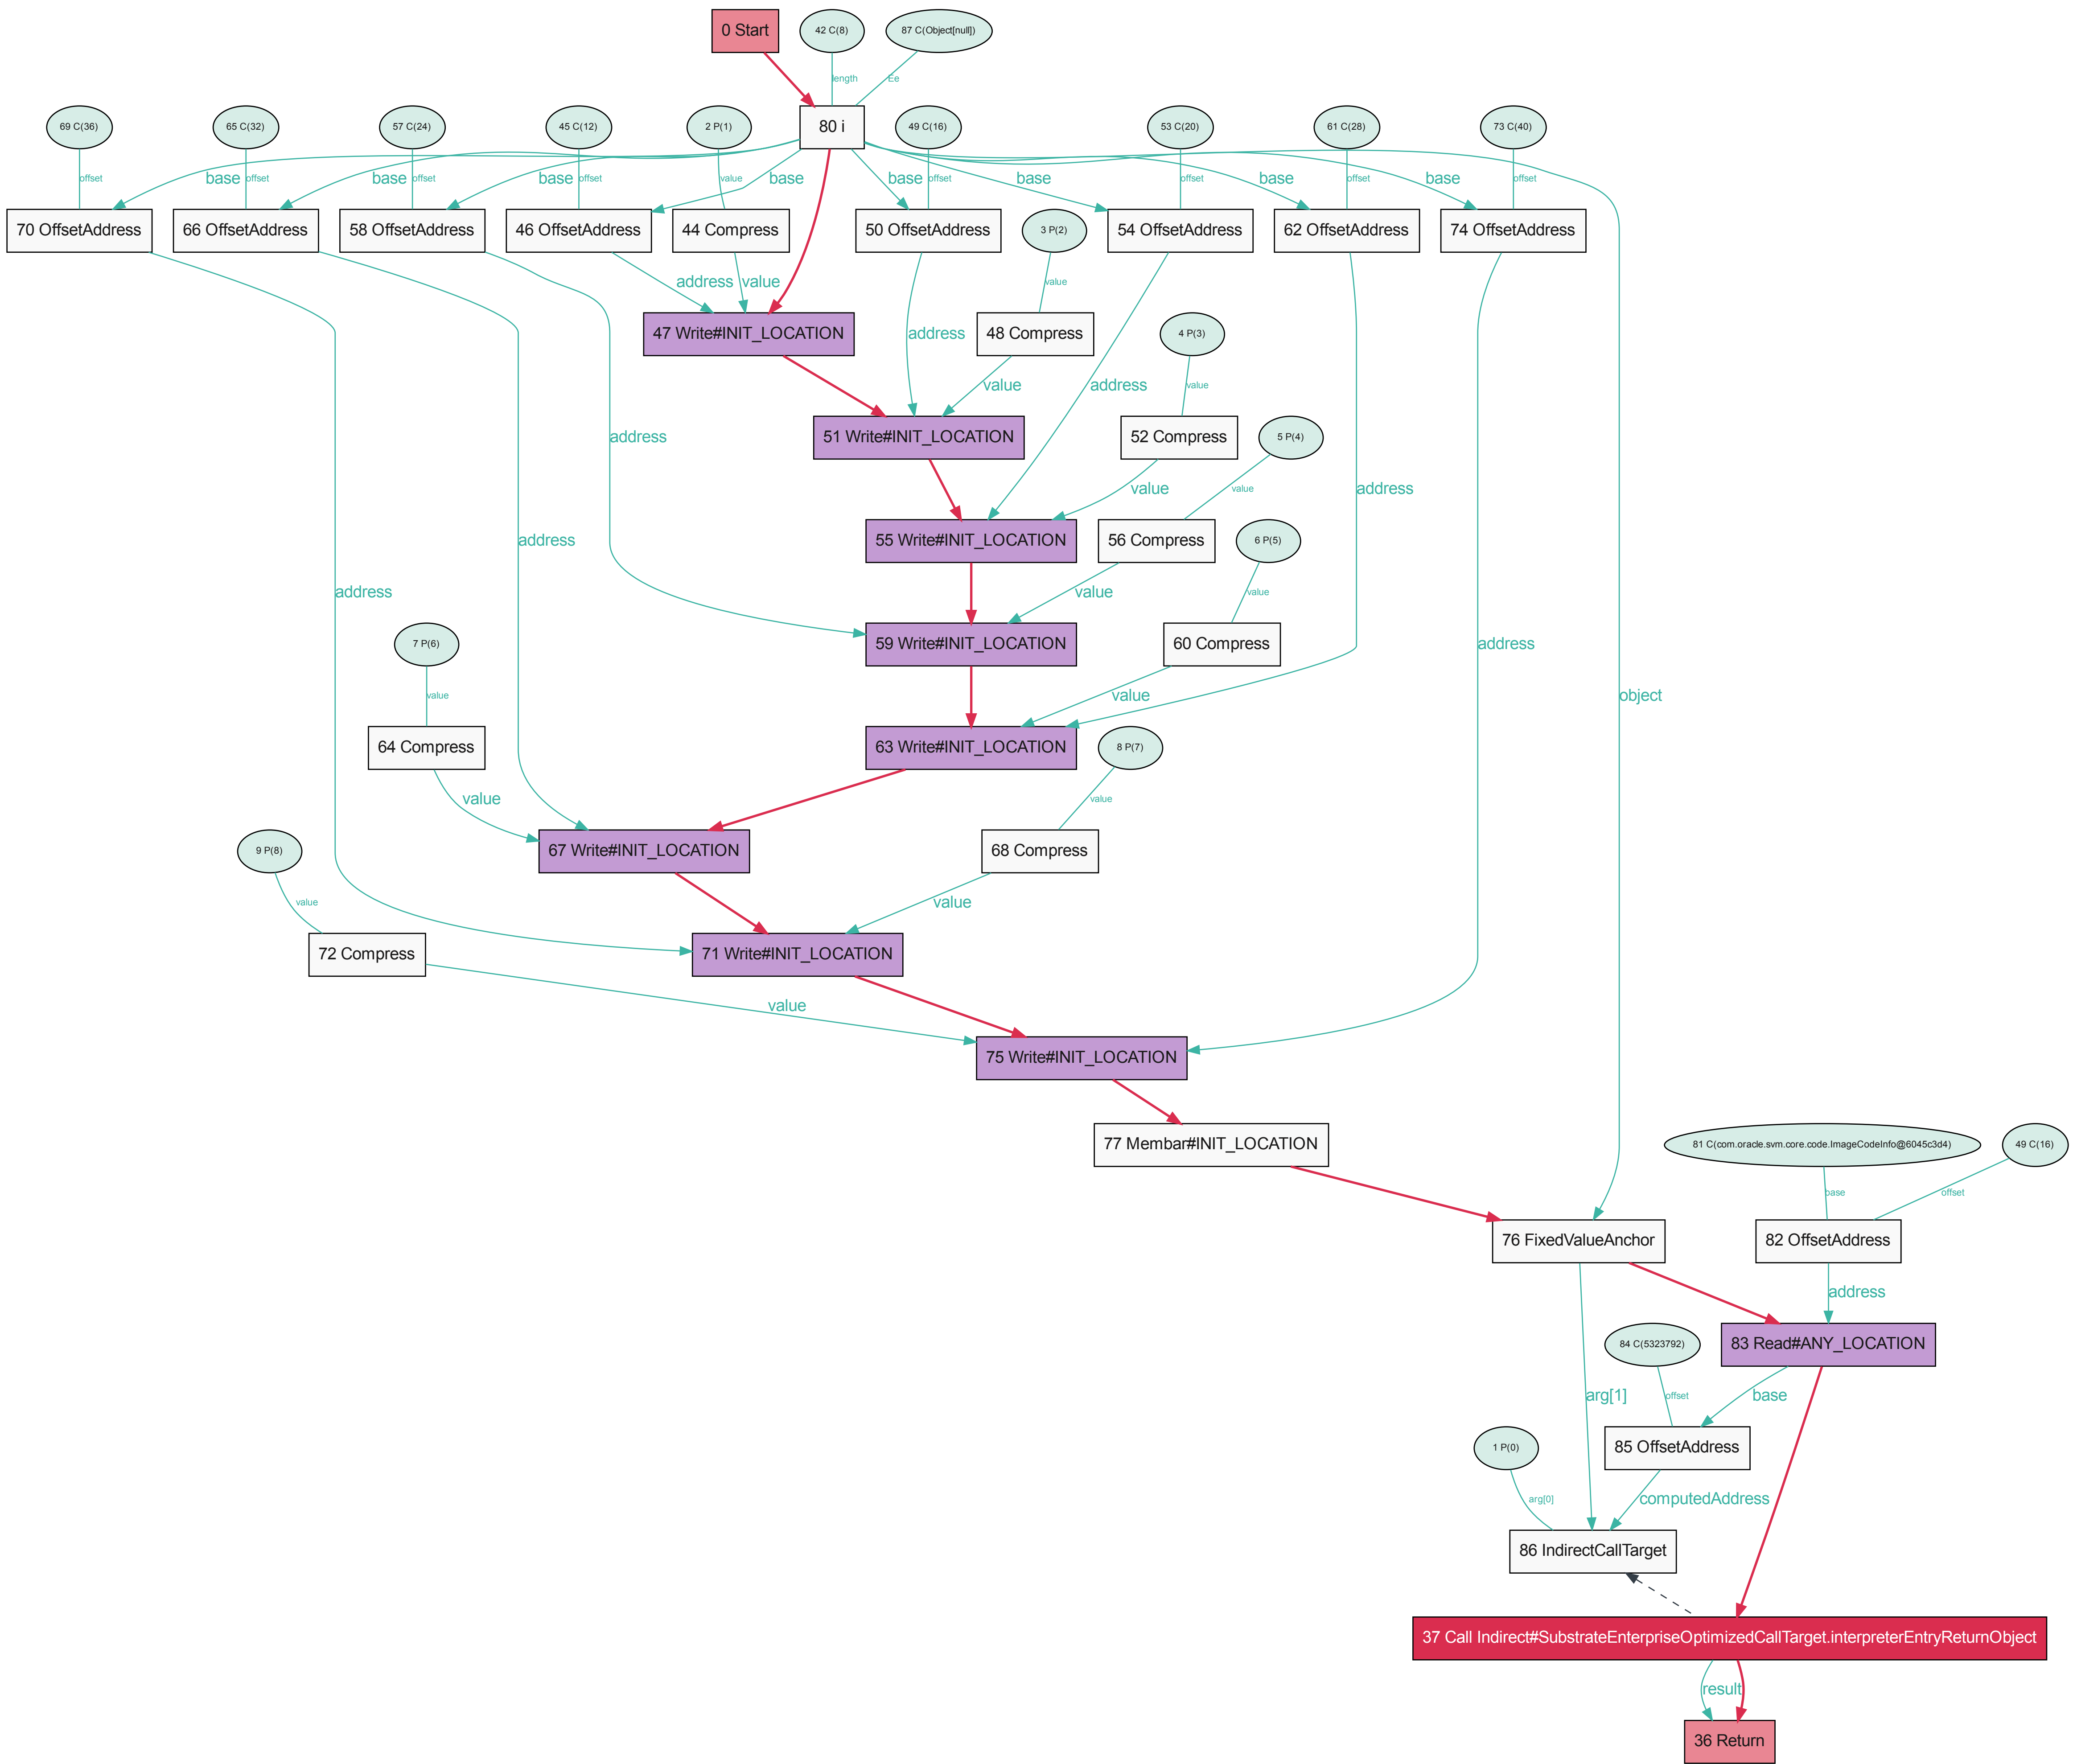 0 Start
42 C(8)
87 C(Object[null])
length
Ee
69 C(36)
65 C(32)
57 C(24)
45 C(12)
2 P(1)
80 i
49 C(16)
53 C(20)
61 C(28)
73 C(40)
base
offset
base
offset
base
offset
base
offset
value
base
offset
base
offset
base
offset
base
offset
70 OffsetAddress
66 OffsetAddress
58 OffsetAddress
46 OffsetAddress
44 Compress
50 OffsetAddress
3 P(2)
54 OffsetAddress
62 OffsetAddress
74 OffsetAddress
address
value
value
47 Write#INIT_LOCATION
address
48 Compress
4 P(3)
value
address
value
51 Write#INIT_LOCATION
52 Compress
5 P(4)
address
value
value
address
55 Write#INIT_LOCATION
56 Compress
6 P(5)
address
address
value
value
59 Write#INIT_LOCATION
60 Compress
7 P(6)
address
value
value
object
63 Write#INIT_LOCATION
64 Compress
8 P(7)
value
value
67 Write#INIT_LOCATION
68 Compress
9 P(8)
value
value
71 Write#INIT_LOCATION
72 Compress
value
75 Write#INIT_LOCATION
77 Membar#INIT_LOCATION
81 C(com.oracle.svm.core.code.ImageCodeInfo@6045c3d4)
49 C(16)
base
offset
76 FixedValueAnchor
82 OffsetAddress
address
84 C(5323792)
83 Read#ANY_LOCATION
arg[1]
offset
base
1 P(0)
85 OffsetAddress
arg[0]
computedAddress
86 IndirectCallTarget
37 Call Indirect#SubstrateEnterpriseOptimizedCallTarget.interpreterEntryReturnObject
result
36 Return